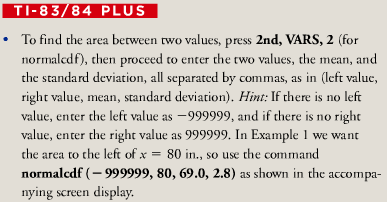 TI-83/84 PLUS
• To find the area between two values, press 2nd, VARS, 2 (for
normalcdf), then proceed to enter the two values, the mean, and
the standard deviation, all separated by commas, as in (left value,
right value, mean, standard deviation). Hint: If there is no left
value, enter the left value as −999999, and if there is no right
value, enter the right value as 999999. In Example 1 we want
the area to the left of x = 80 in., so use the command
normalcdf (−999999, 80, 69.0, 2.8) as shown in the accompa-
nying screen display.